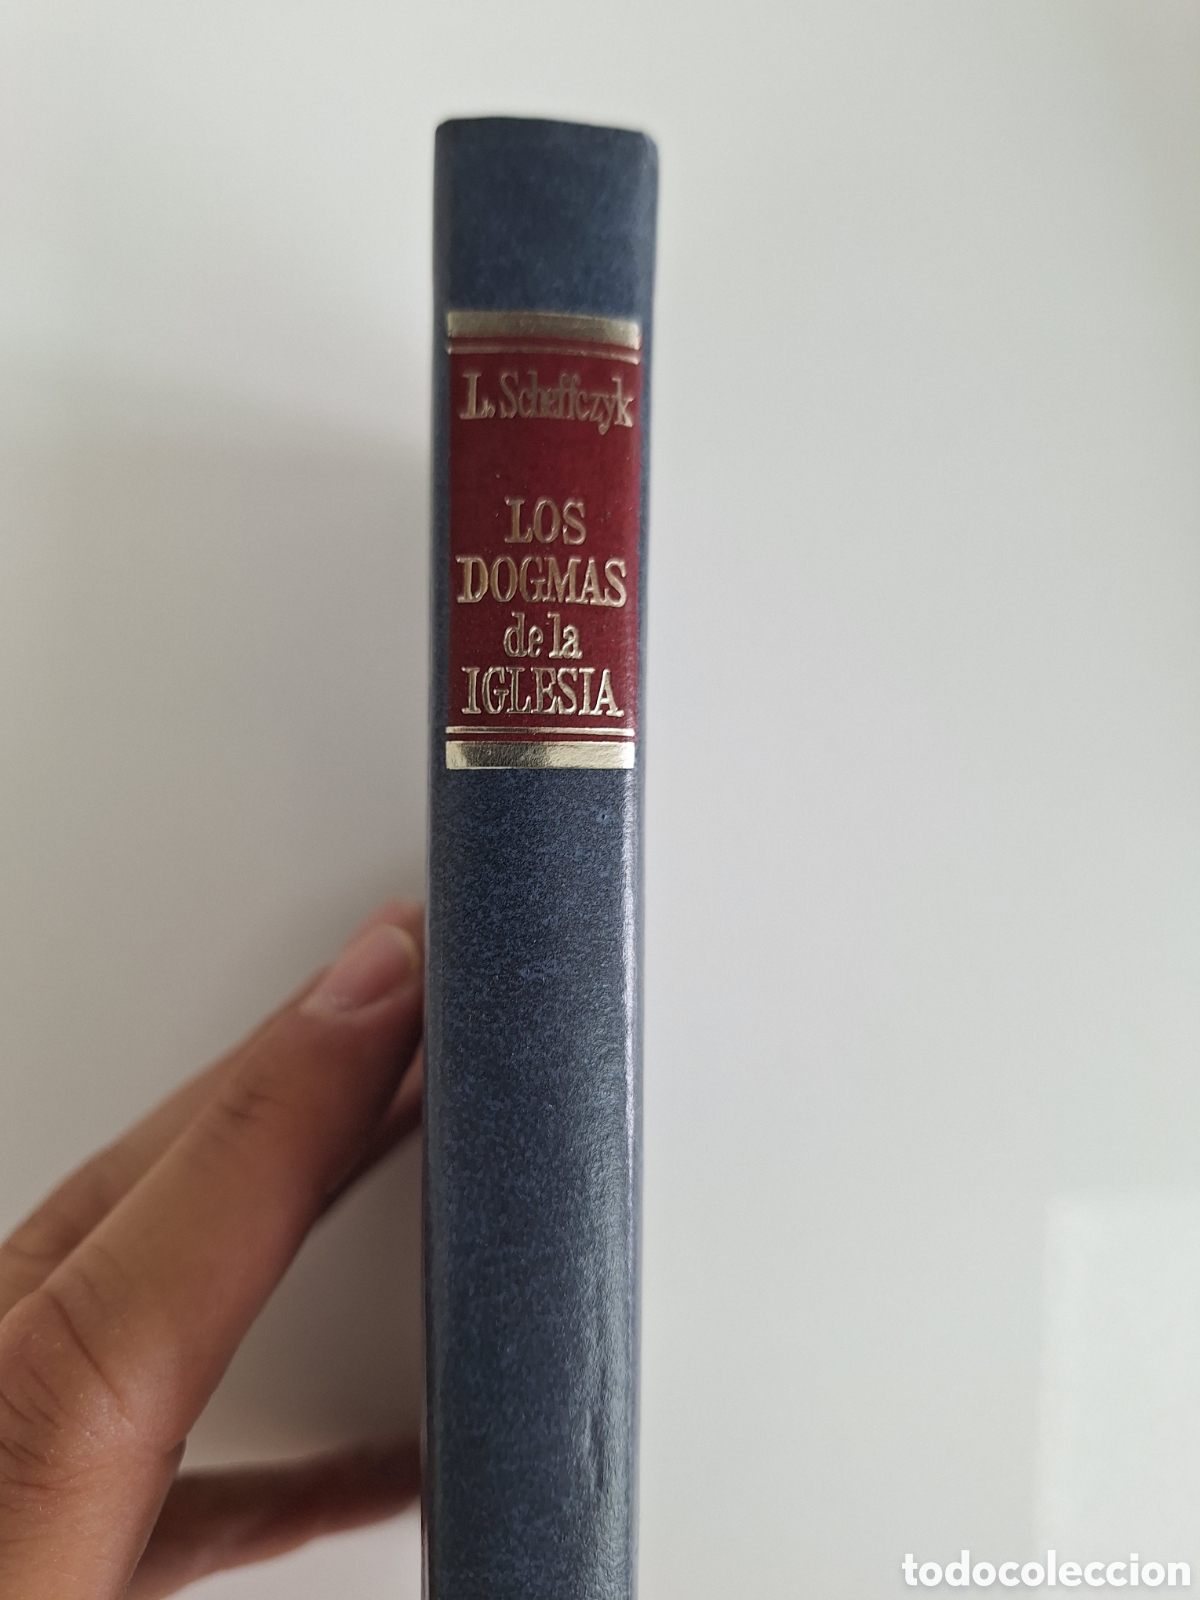 L. Scheffczyk
LOS
DOGMAS
de la
IGLESIA
todocoleccion